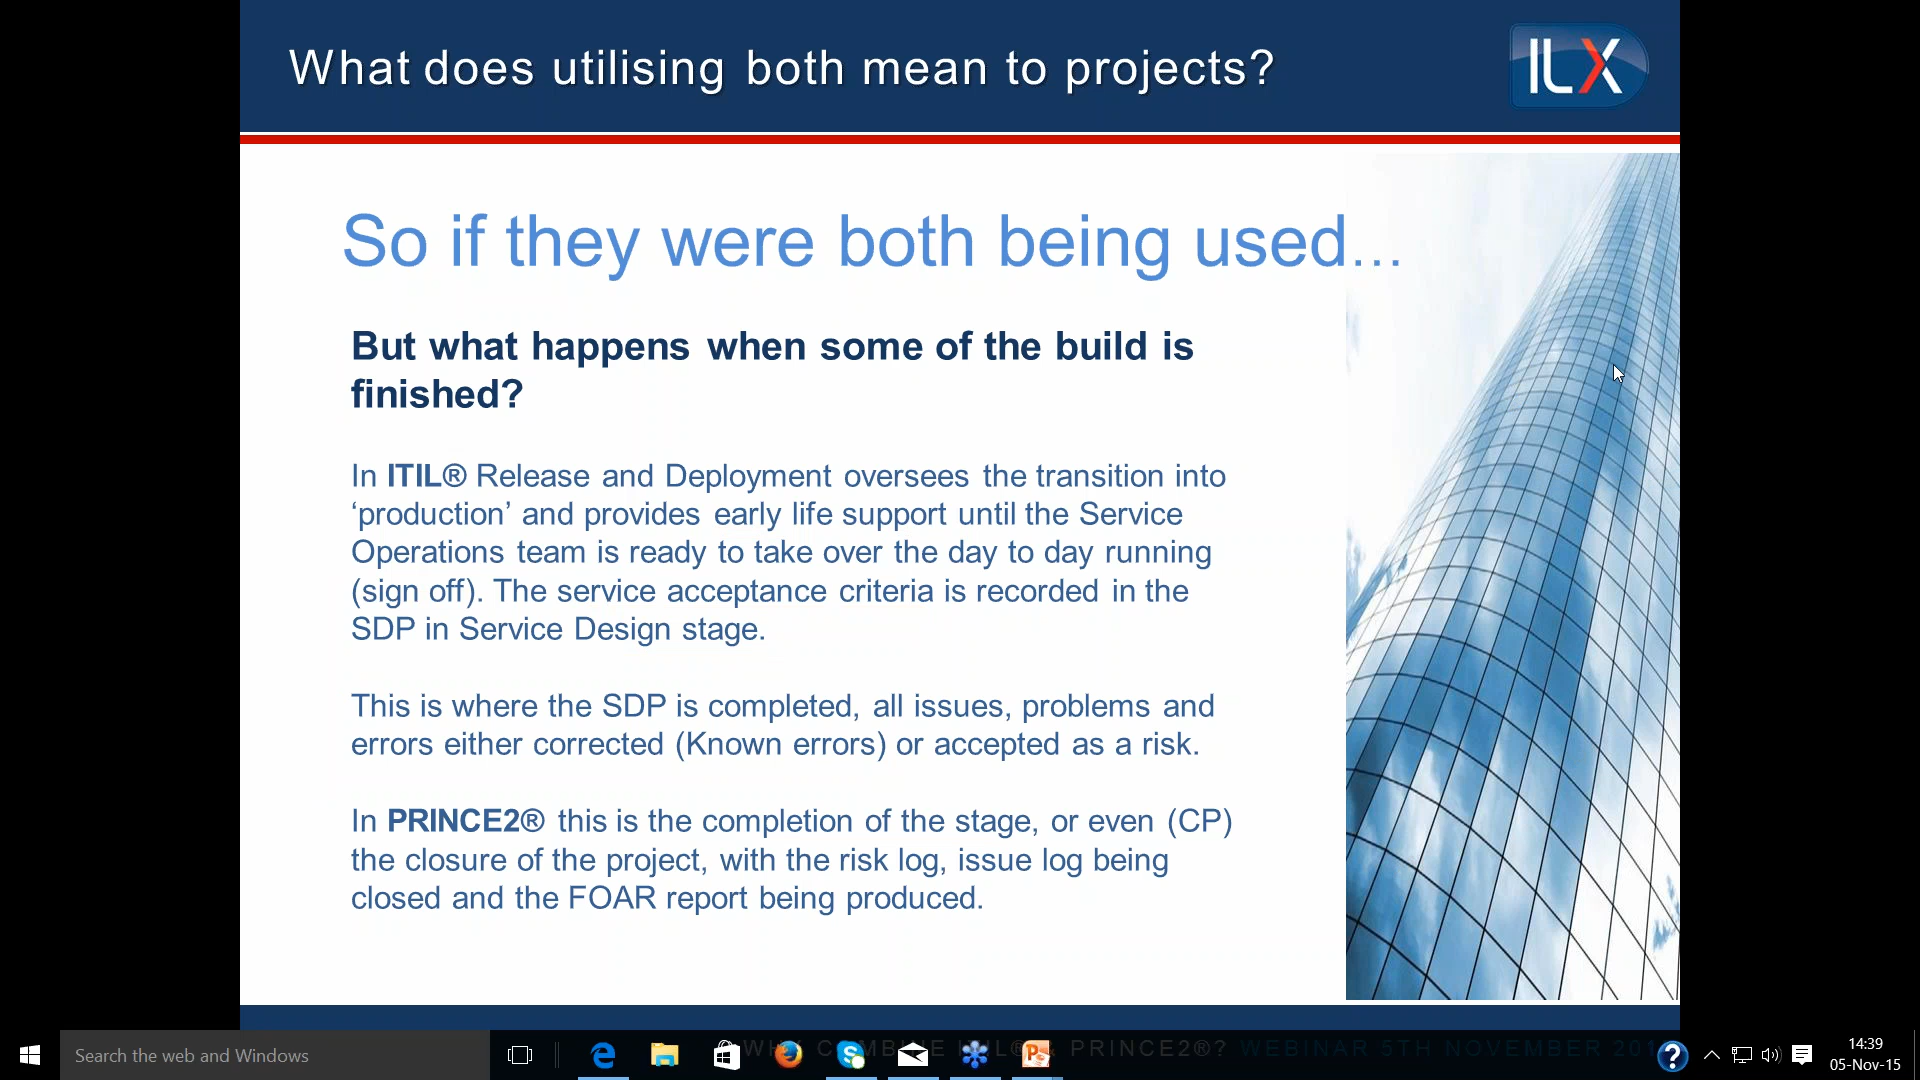 What does utilising both mean to projects?
ILX
So if they were both being used...
But what happens when some of the build is
finished?
In ITIL® Release and Deployment oversees the transition into
‘production’ and provides early life support until the Service
Operations team is ready to take over the day to day running
(sign off). The service acceptance criteria is recorded in the
SDP in Service Design stage.
This is where the SDP is completed, all issues, problems and
errors either corrected (Known errors) or accepted as a risk.
In PRINCE2® this is the completion of the stage, or even (CP)
the closure of the project, with the risk log, issue log being
closed and the FOAR report being produced.
PRINCE2®? WEBINAR 5TH NOVEMBER
Search the web and Windows
14:39
05-Nov-15